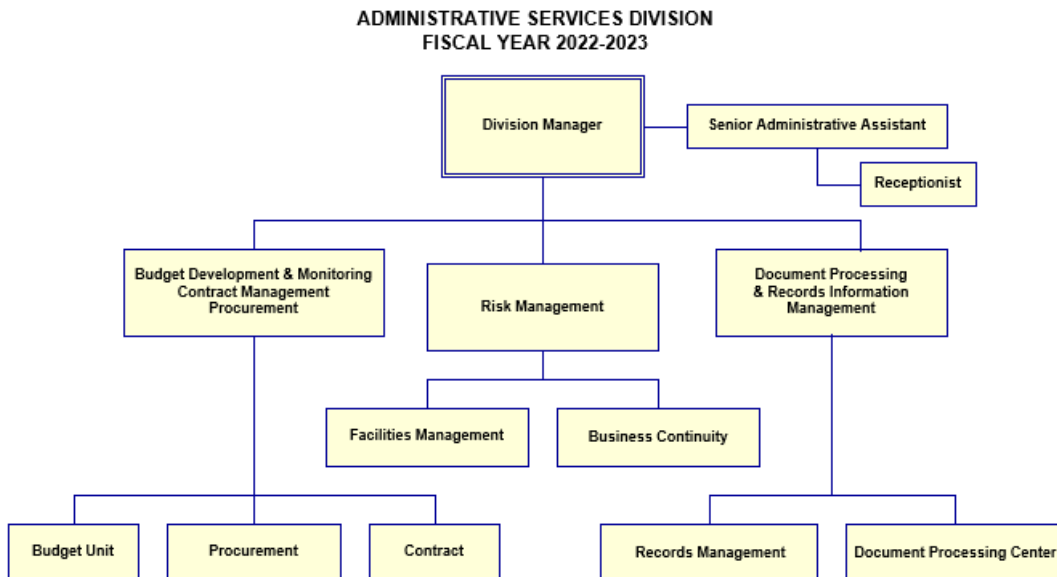 ADMINISTRATIVE SERVICES DIVISION
FISCAL YEAR 2022-2023
Division Manager
Senior Administrative Assistant
Receptionist
Budget Development & Monitoring
Contract Management
Procurement
Risk Management
Document Processing
& Records Information
Management
Facilities Management
Business Continuity
Budget Unit
Procurement
Contract
Records Management
Document Processing Center